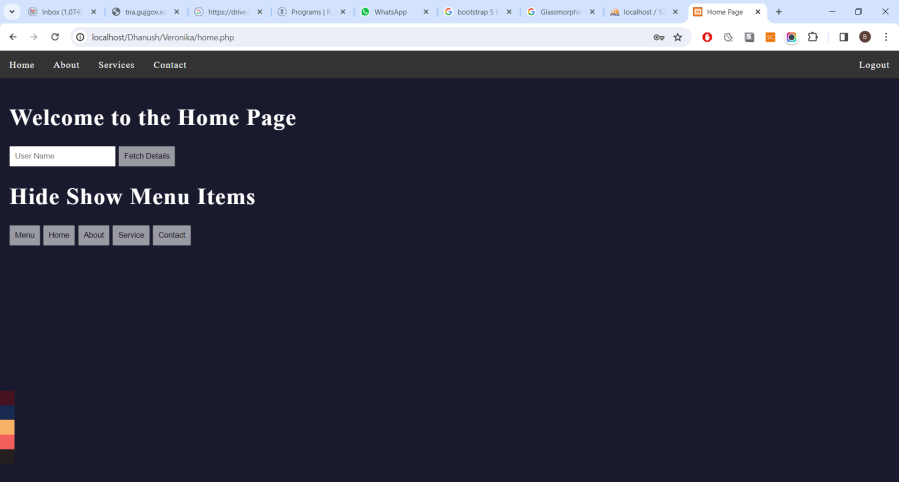 Inbox (1,074)
tna.gujgov.e
https://drive.
Programs | R
WhatsApp
bootstrap 5
Glassmorphi
localhost / 12
Home Page
localhost/Dhanush/Veronika/home.php
SC
B
Home About Services Contact Logout
Welcome to the Home Page
User Name Fetch Details
Hide Show Menu Items
Menu Home About Service Contact